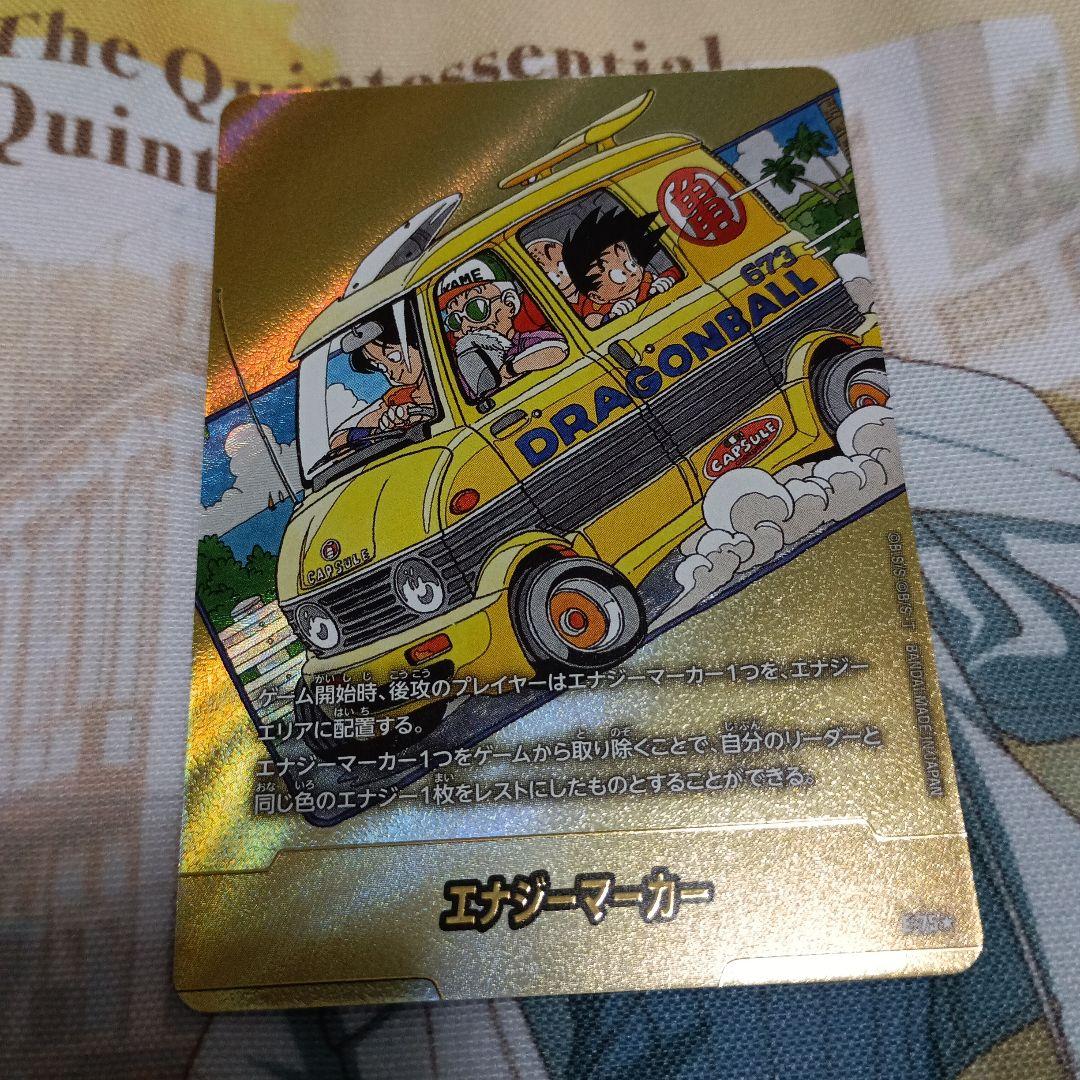 The Quintessential
Quint
亀
KAME
673
DRAGONBALL
CAPSULE
CAPSULE
ゲーム開始時、後攻のプレイヤーはエナジーマーカー1つを、エナジー
エリアに配置する。
エナジーマーカー1つをゲームから取り除くことで、自分のリーダーと
同じ色のエナジー1枚をレストにしたものとすることができる。
エナジーマーカー
©B.S/S.©B/S・T BANDAI MADE IN JAPAN